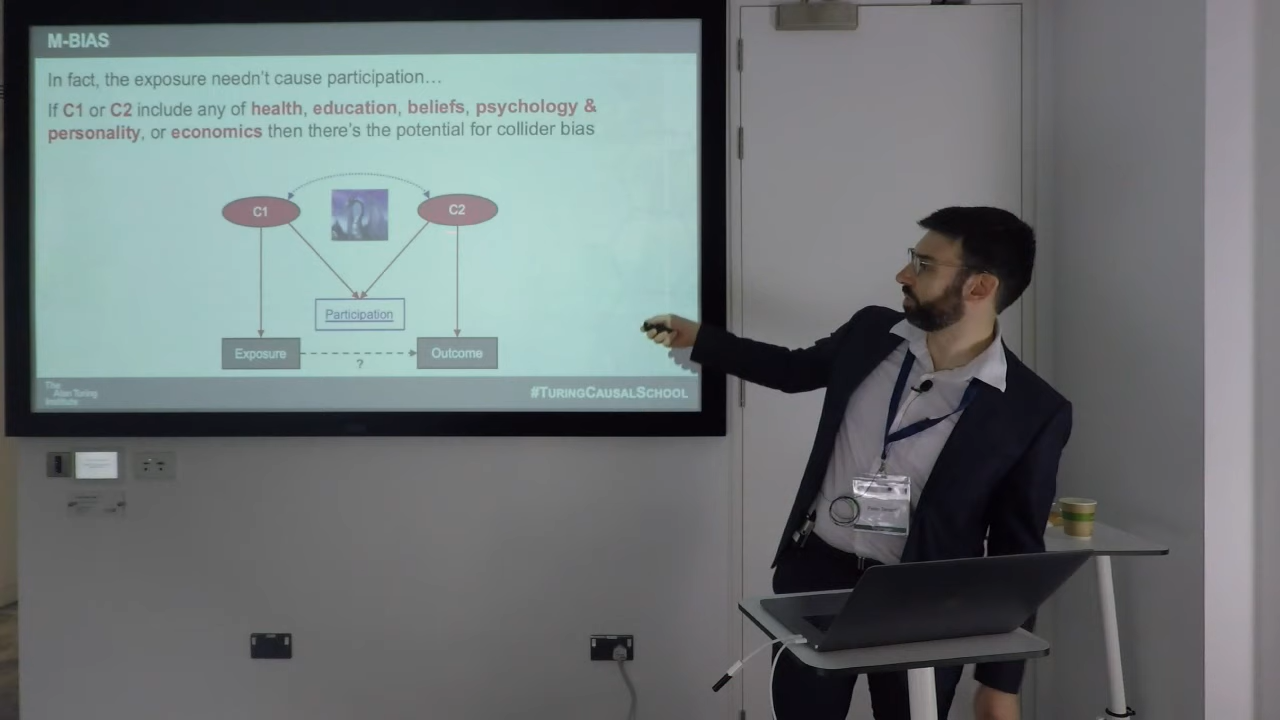 M-BIAS
In fact, the exposure needn't cause participation…
If C1 or C2 include any of health, education, beliefs, psychology &
personality, or economics then there's the potential for collider bias
C1
C2
Participation
Exposure
Outcome
?
The
Alan Turing
Institute
#TURINGCAUSALSCHOOL